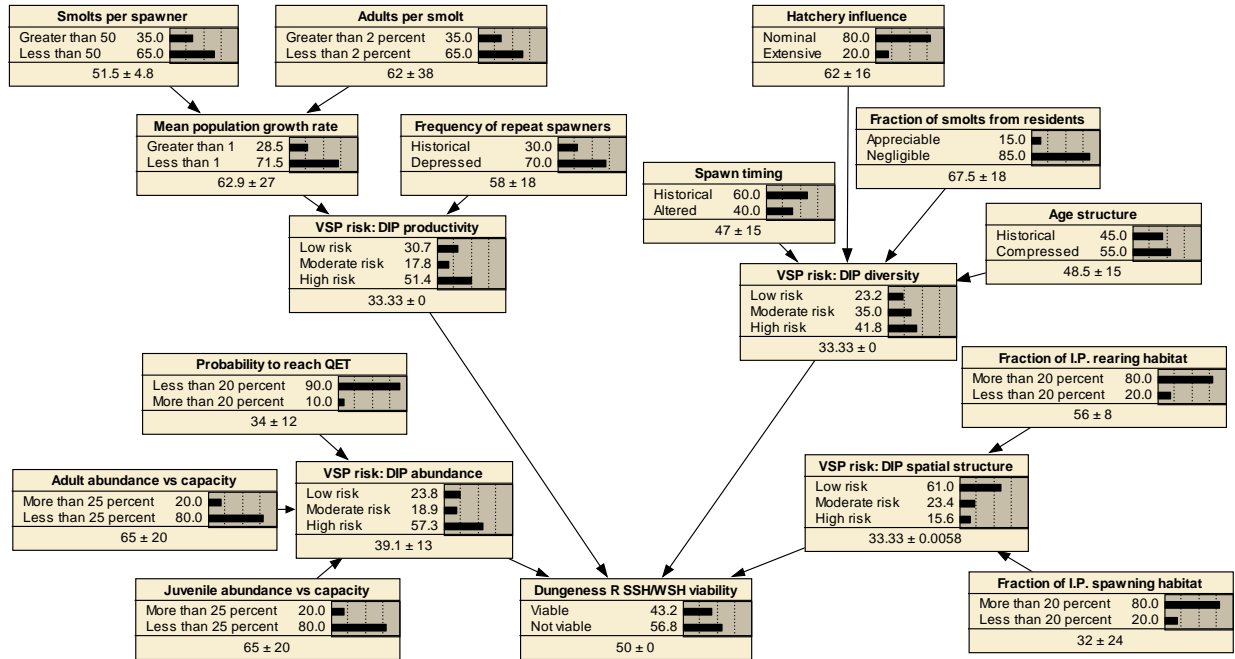 Smolts per spawner
Greater than 50 35.0
Less than 50 65.0
51.5 ± 4.8
Adults per smolt
Greater than 2 percent 35.0
Less than 2 percent 65.0
62 ± 38
Hatchery influence
Nominal 80.0
Extensive 20.0
62 ± 16
Mean population growth rate
Greater than 1 28.5
Less than 1 71.5
62.9 ± 27
Frequency of repeat spawners
Historical 30.0
Depressed 70.0
58 ± 18
Fraction of smolts from residents
Appreciable 15.0
Negligible 85.0
67.5 ± 18
Spawn timing
Historical 60.0
Altered 40.0
47 ± 15
Age structure
Historical 45.0
Compressed 55.0
48.5 ± 15
VSP risk: DIP productivity
Low risk 30.7
Moderate risk 17.8
High risk 51.4
33.33 ± 0
VSP risk: DIP diversity
Low risk 23.2
Moderate risk 35.0
High risk 41.8
33.33 ± 0
Probability to reach QET
Less than 20 percent 90.0
More than 20 percent 10.0
34 ± 12
Fraction of I.P. rearing habitat
More than 20 percent 80.0
Less than 20 percent 20.0
56 ± 8
Adult abundance vs capacity
More than 25 percent 20.0
Less than 25 percent 80.0
65 ± 20
VSP risk: DIP abundance
Low risk 23.8
Moderate risk 18.9
High risk 57.3
39.1 ± 13
VSP risk: DIP spatial structure
Low risk 61.0
Moderate risk 23.4
High risk 15.6
33.33 ± 0.0058
Juvenile abundance vs capacity
More than 25 percent 20.0
Less than 25 percent 80.0
65 ± 20
Dungeness R SSH/WSH viability
Viable 43.2
Not viable 56.8
50 ± 0
Fraction of I.P. spawning habitat
More than 20 percent 80.0
Less than 20 percent 20.0
32 ± 24